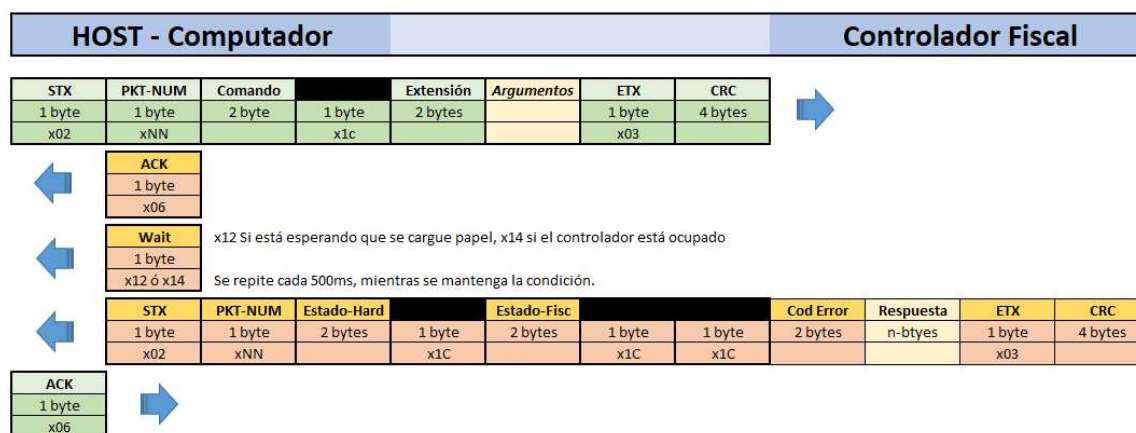 HOST - Computador Controlador Fiscal
STX PKT-NUM Comando Extensión Argumentos ETX CRC
1 byte 1 byte 2 byte 1 byte 2 bytes 1 byte 4 bytes
x02 xNN x1c x03
ACK
1 byte
x06
Wait x12 Si está esperando que se cargue papel, x14 si el controlador está ocupado
1 byte
x12 ó x14 Se repite cada 500ms, mientras se mantenga la condición.
STX PKT-NUM Estado-Hard Estado-Fisc Cod Error Respuesta ETX CRC
1 byte 1 byte 2 bytes 1 byte 2 bytes 1 byte 1 byte 2 bytes n-btyes 1 byte 4 bytes
x02 xNN x1C x1C x1C x03
ACK
1 byte
x06